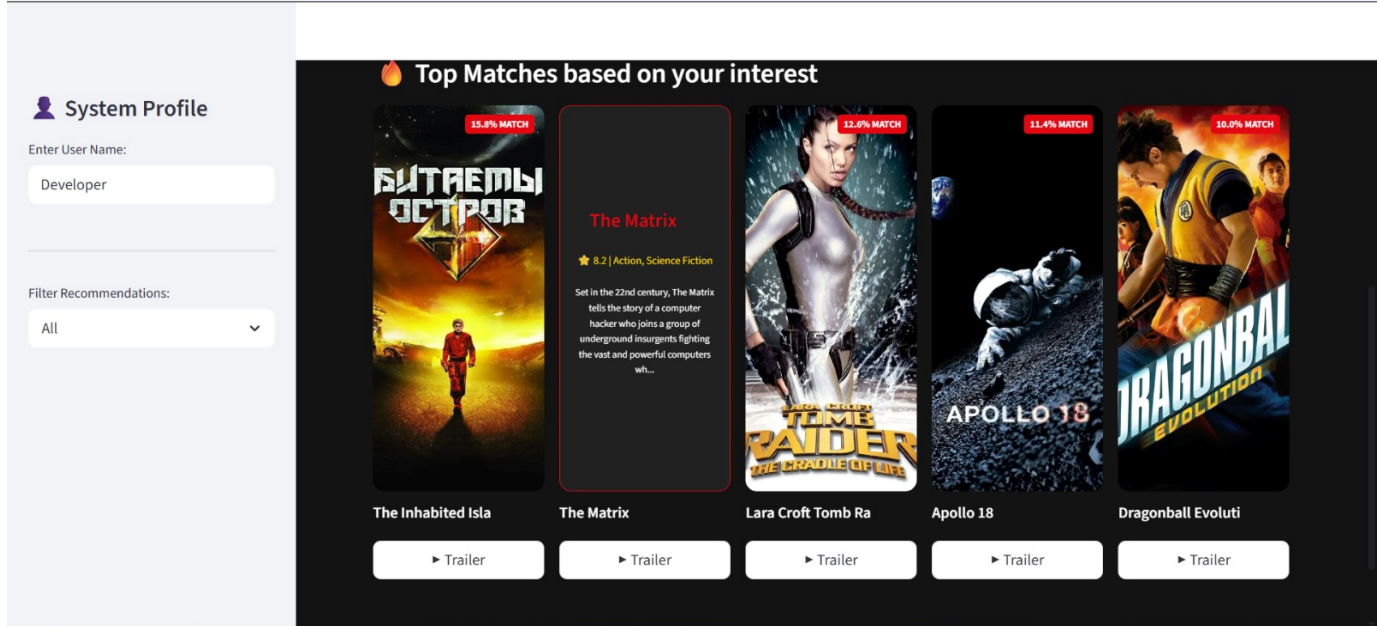 👤 System Profile
Enter User Name:
Developer
Filter Recommendations:
All
🔥 Top Matches based on your interest
15.8% MATCH
БИТАЕМЫ
ОСТРОВ
The Inhabited Isla
▶ Trailer
The Matrix
⭐ 8.2 | Action, Science Fiction
Set in the 22nd century, The Matrix
tells the story of a computer
hacker who joins a group of
underground insurgents fighting
the vast and powerful computers
wh...
The Matrix
▶ Trailer
12.6% MATCH
LARA CROFT
TOMB
RAIDER
THE CRADLE OF LIFE
Lara Croft Tomb Ra
▶ Trailer
11.4% MATCH
APOLLO 18
Apollo 18
▶ Trailer
10.0% MATCH
DRAGONBAL
EVOLUTION
Dragonball Evoluti
▶ Trailer